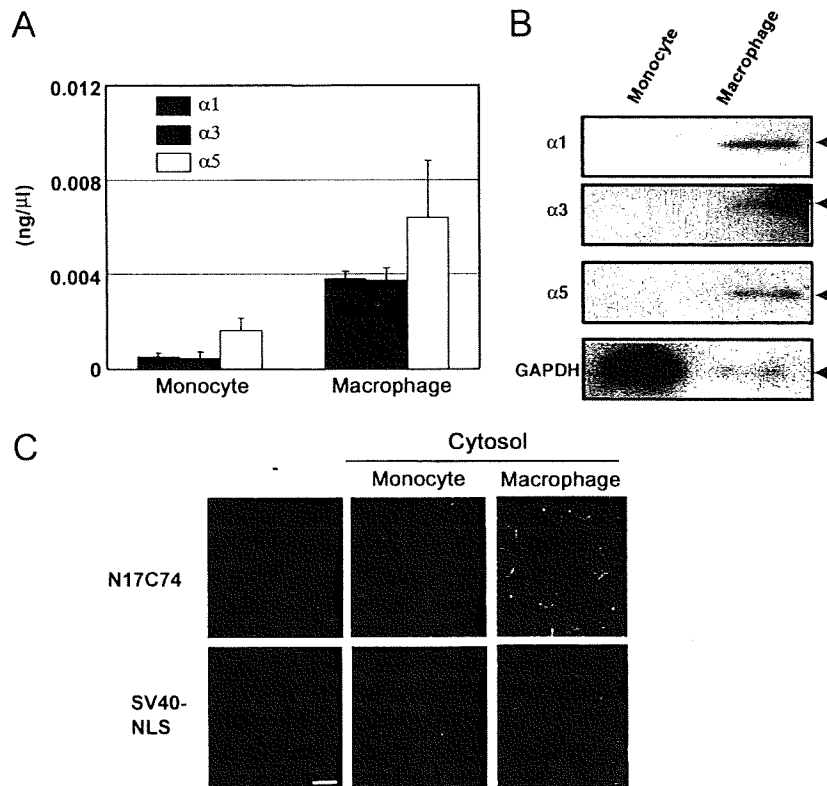 A
(ng/µl)
0.012
0.008
0.004
0
α1
α3
α5
Monocyte
Macrophage
B
Monocyte
Macrophage
α1
α3
α5
GAPDH
C
Cytosol
-
Monocyte
Macrophage
N17C74
SV40-
NLS